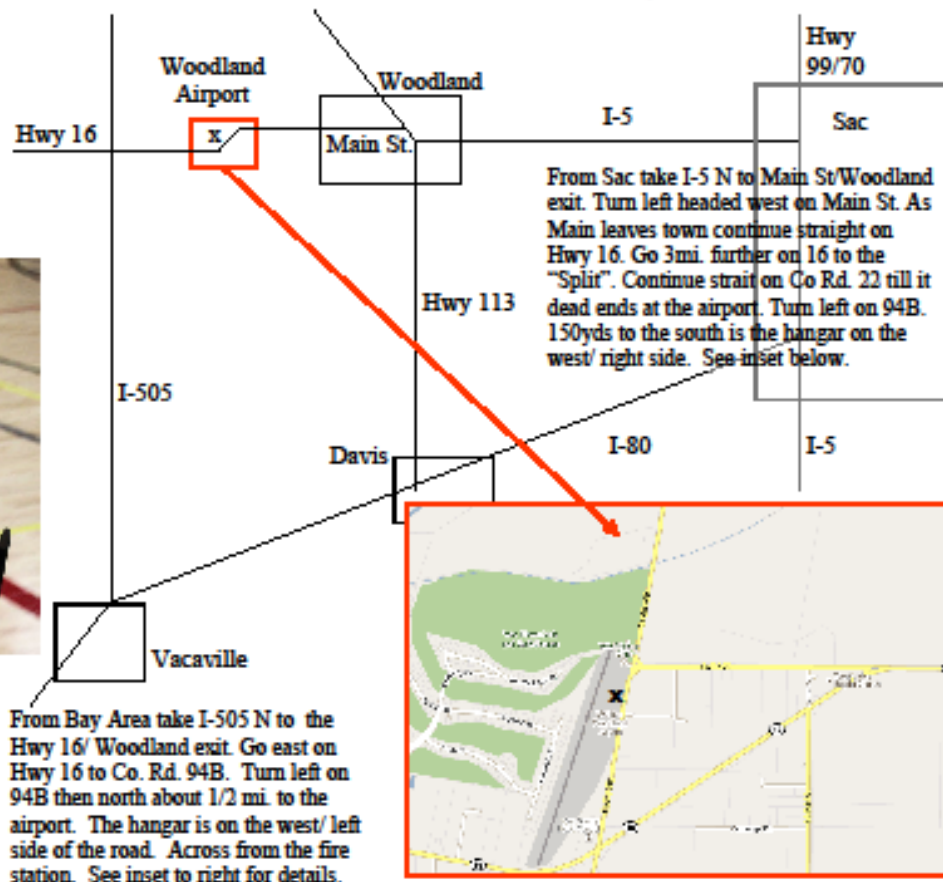 Hwy
99/70
Woodland
Airport
Woodland
I-5
Sac
Hwy 16
x
Main St.
From Sac take I-5 N to Main St/Woodland
exit. Turn left headed west on Main St. As
Main leaves town continue straight on
Hwy 16. Go 3mi. further on 16 to the
"Split". Continue strait on Co Rd. 22 till it
dead ends at the airport. Turn left on 94B.
150yds to the south is the hangar on the
west/ right side. See inset below.
Hwy 113
I-505
Davis
I-80
I-5
Vacaville
x
From Bay Area take I-505 N to the
Hwy 16/ Woodland exit. Go east on
Hwy 16 to Co. Rd. 94B. Turn left on
94B then north about 1/2 mi. to the
airport. The hangar is on the west/ left
side of the road. Across from the fire
station. See inset to right for details.